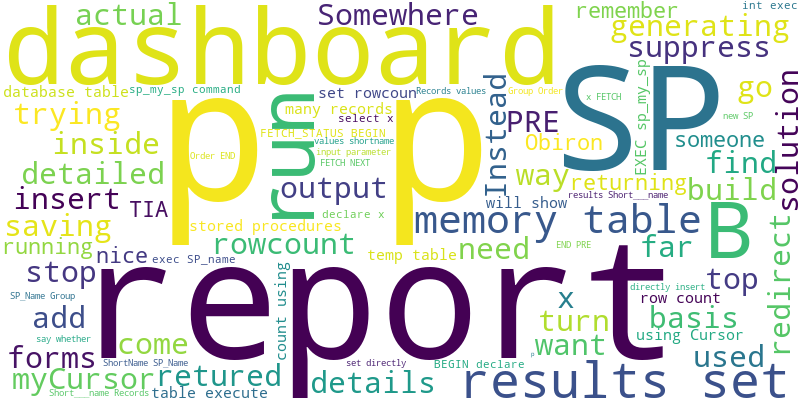 actual
Somewhere
remember
int exec
dashboard
generating
suppress
database table
sp_my_sp command
set rowcoun
Records values
Group Order
x FETCH
SP
go
trying
p
p
run
many records
select x
Instead
PRE
EXEC sp_my_sp
new SP
solution
inside
FETCH_STATUS BEGIN
values shortname
Obiron
someone
detailed
Order END
input parameter
FETCH NEXT
way
returning
find
insert
TIA
output
will show
results Short___name
build
saving
stored procedures
declare x
memory table
B
running
nice
exec SP_name
rowcount
temp table
need
END PRE
far
top
redirect
stop
report
directly insert
SP_Name Group
count using
x
row count
add
turn
basis
say whether
come
want
using Cursor
forms
ShortName SP_Name
set directly
BEGIN declare
p
used
myCursor
retured
details
results set
Short___name Records
table execute